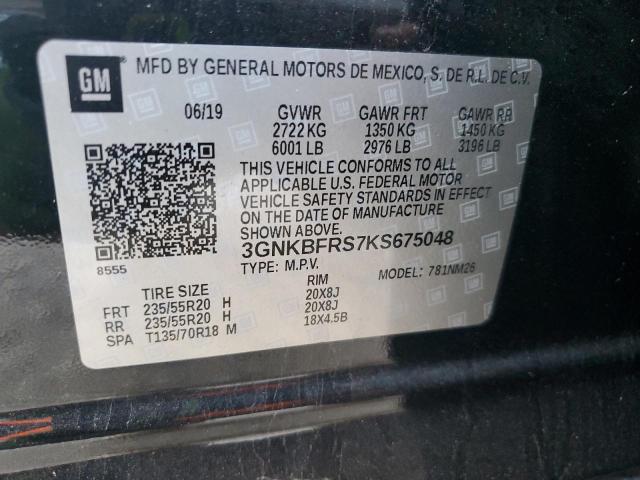 GM MFD BY GENERAL MOTORS DE MEXICO, S. DE R.L. DE C.V.
06/19 GVWR GAWR FRT GAWR RR
2722 KG 1350 KG 1450 KG
6001 LB 2976 LB 3196 LB
THIS VEHICLE CONFORMS TO ALL
APPLICABLE U.S. FEDERAL MOTOR
VEHICLE SAFETY STANDARDS IN EFFECT
ON THE DATE OF MANUFACTURE
SHOWN ABOVE.
3GNKBFRS7KS675048
8555 TYPE: M.P.V. MODEL: 781NM26
TIRE SIZE RIM
FRT 235/55R20 H 20X8J
RR 235/55R20 H 20X8J
SPA T135/70R18 M 18X4.5B